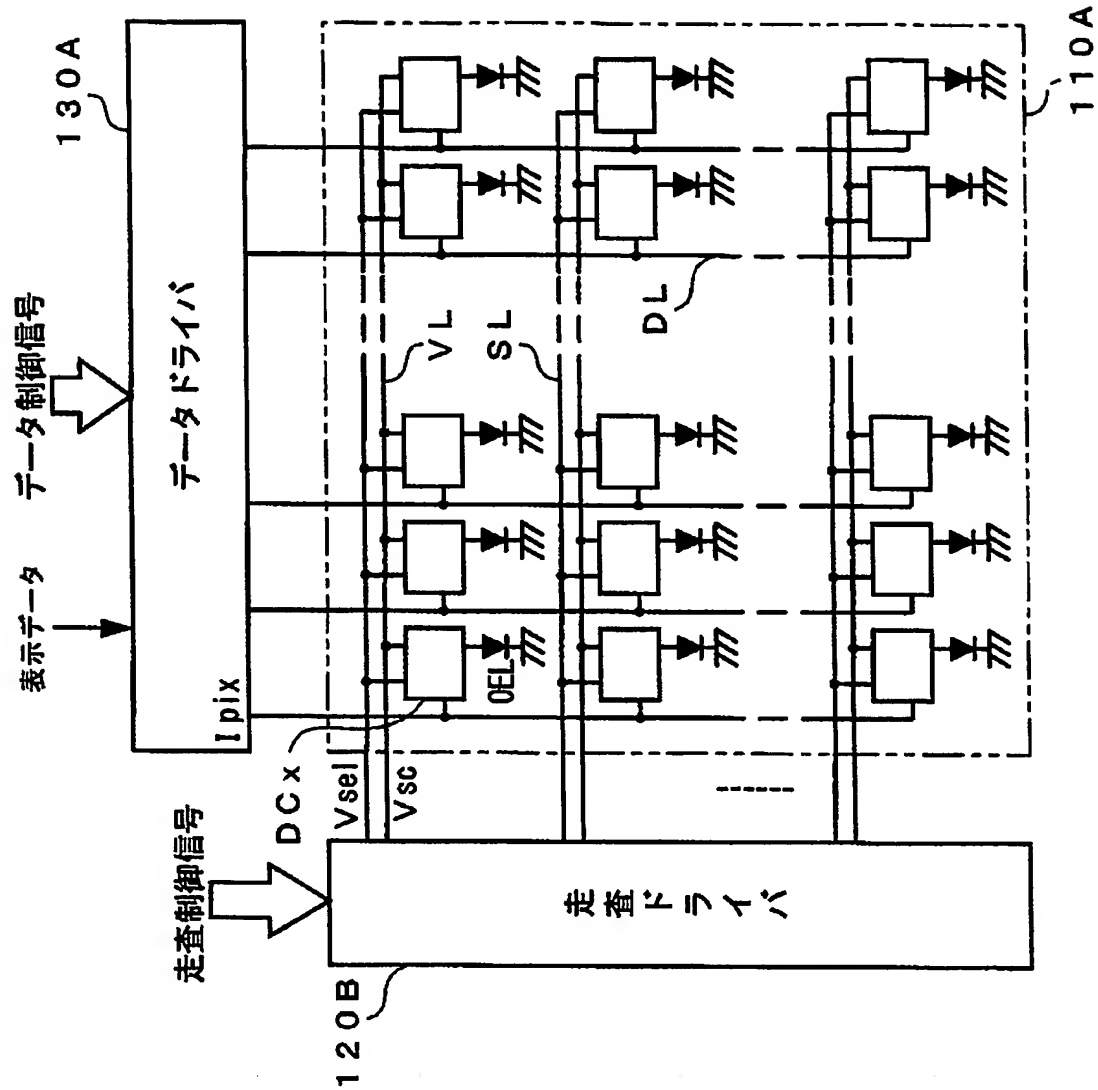 表示データ
データ制御信号
130A
データドライバ
Ipix
走査制御信号
DCx
Vsel
Vsc
OEL
VL
SL
DL
走査ドライバ
120B
110A